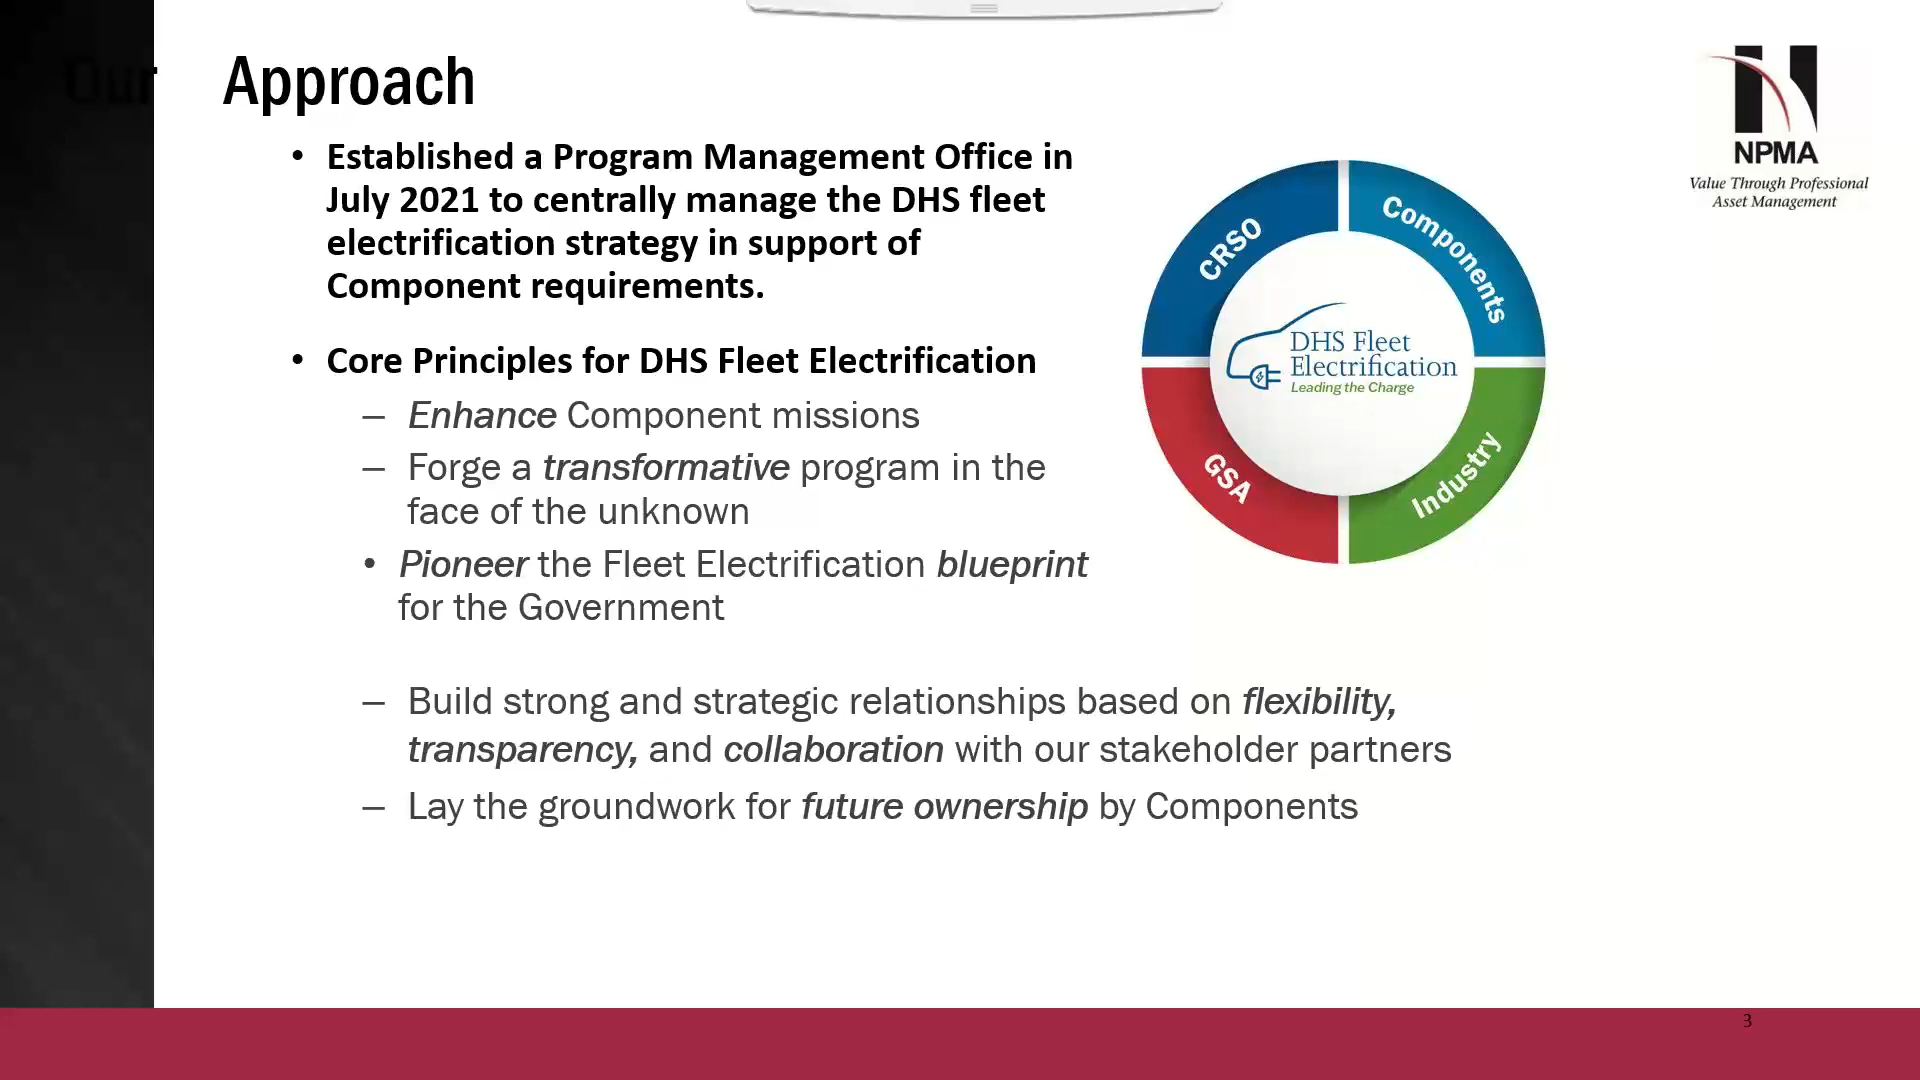 Our Approach
• Established a Program Management Office in
July 2021 to centrally manage the DHS fleet
electrification strategy in support of
Component requirements.
• Core Principles for DHS Fleet Electrification
– Enhance Component missions
– Forge a transformative program in the
face of the unknown
• Pioneer the Fleet Electrification blueprint
for the Government
– Build strong and strategic relationships based on flexibility,
transparency, and collaboration with our stakeholder partners
– Lay the groundwork for future ownership by Components
CRSO
Components
DHS Fleet
Electrification
Leading the Charge
GSA
Industry
NPMA
Value Through Professional
Asset Management
3